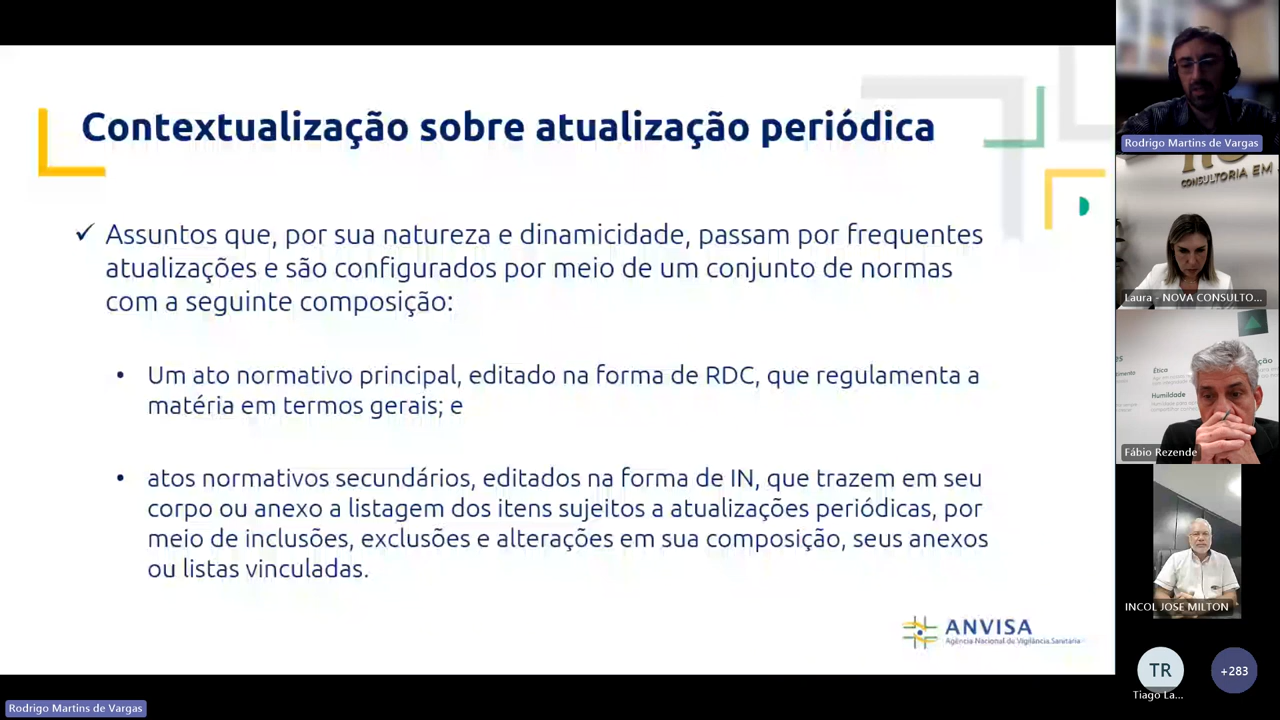 Contextualização sobre atualização periódica
✓ Assuntos que, por sua natureza e dinamicidade, passam por frequentes
atualizações e são configurados por meio de um conjunto de normas
com a seguinte composição:
• Um ato normativo principal, editado na forma de RDC, que regulamenta a
matéria em termos gerais; e
• atos normativos secundários, editados na forma de IN, que trazem em seu
corpo ou anexo a listagem dos itens sujeitos a atualizações periódicas, por
meio de inclusões, exclusões e alterações em sua composição, seus anexos
ou listas vinculadas.
ANVISA
Agência Nacional de Vigilância Sanitária
Rodrigo Martins de Vargas
CONSULTORIA EM
Laura - NOVA CONSULTO...
Ética
Humildade
Fábio Rezende
INCOL JOSE MILTON
TR
Tiago La...
+283
Rodrigo Martins de Vargas